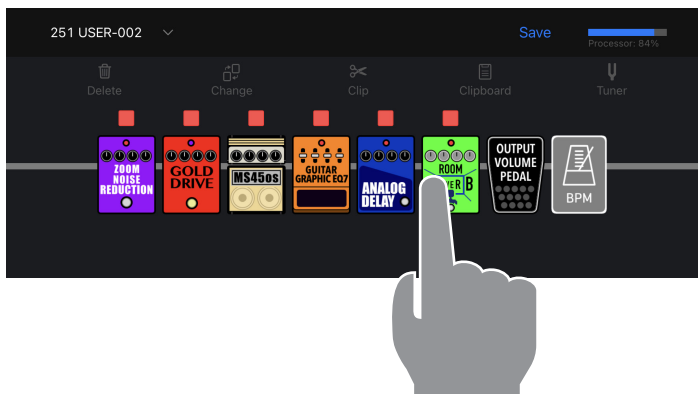 251 USER-002
Save
Processor: 84%
Delete
Change
Clip
Clipboard
Tuner
ZOOM
NOISE
REDUCTION
GOLD
DRIVE
MS45os
GUITAR
GRAPHIC EQ7
ANALOG
DELAY
ROOM
VER B
OUTPUT
VOLUME
PEDAL
BPM